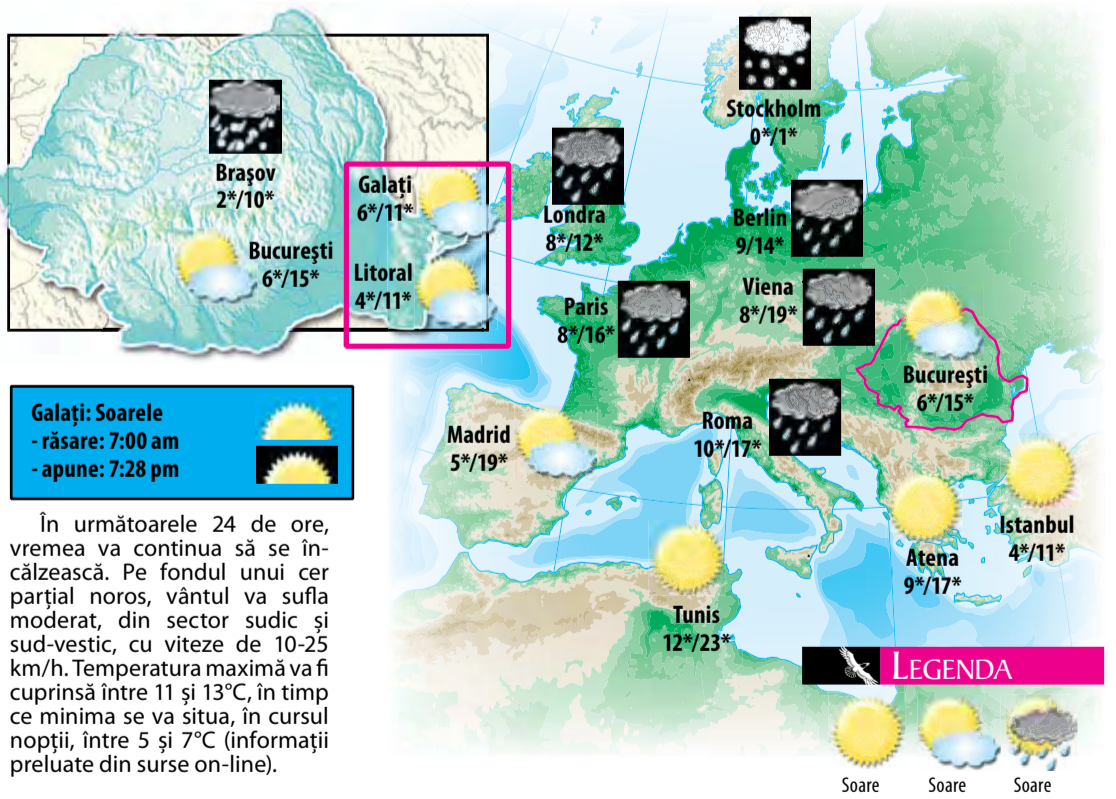 Brașov
2*/10*
București
6*/15*
Galați
6*/11*
Litoral
4*/11*
Stockholm
0*/1*
Londra
8*/12*
Berlin
9/14*
Paris
8*/16*
Viena
8*/19*
București
6*/15*
Madrid
5*/19*
Roma
10*/17*
Istanbul
4*/11*
Atena
9*/17*
Tunis
12*/23*
Galați: Soarele
- răsare: 7:00 am
- apune: 7:28 pm
În următoarele 24 de ore,
vremea va continua să se în-
călzească. Pe fondul unui cer
parțial noros, vântul va sufla
moderat, din sector sudic și
sud-vestic, cu viteze de 10-25
km/h. Temperatura maximă va fi
cuprinsă între 11 și 13°C, în timp
ce minima se va situa, în cursul
nopții, între 5 și 7°C (informații
preluate din surse on-line).
LEGENDA
Soare Soare Soare